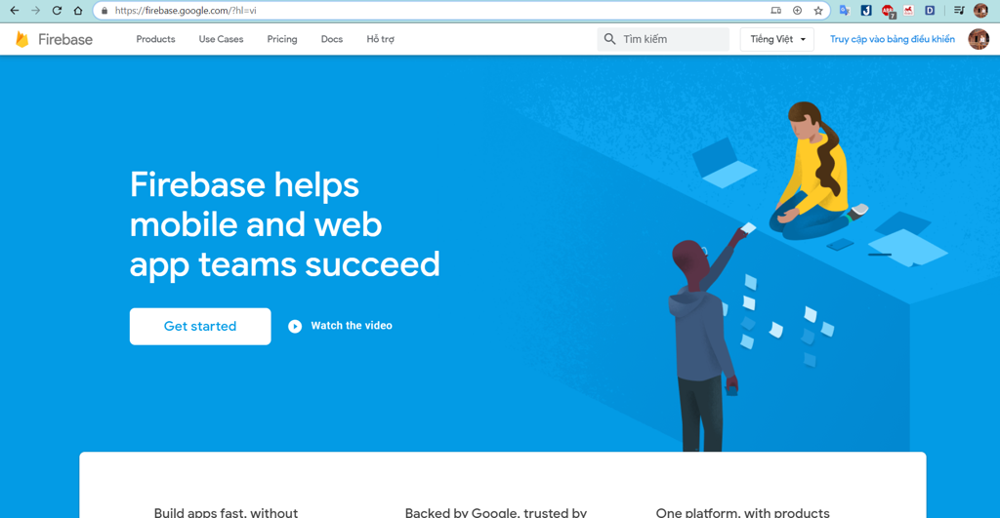 https://firebase.google.com/?hl=vi
7
Firebase
Products
Use Cases
Pricing
Docs
Hỗ trợ
Tìm kiếm
Tiếng Việt
Truy cập vào bảng điều khiển
Firebase helps
mobile and web
app teams succeed
Get started
Watch the video
Build apps fast, without
Backed by Google, trusted by
One platform, with products